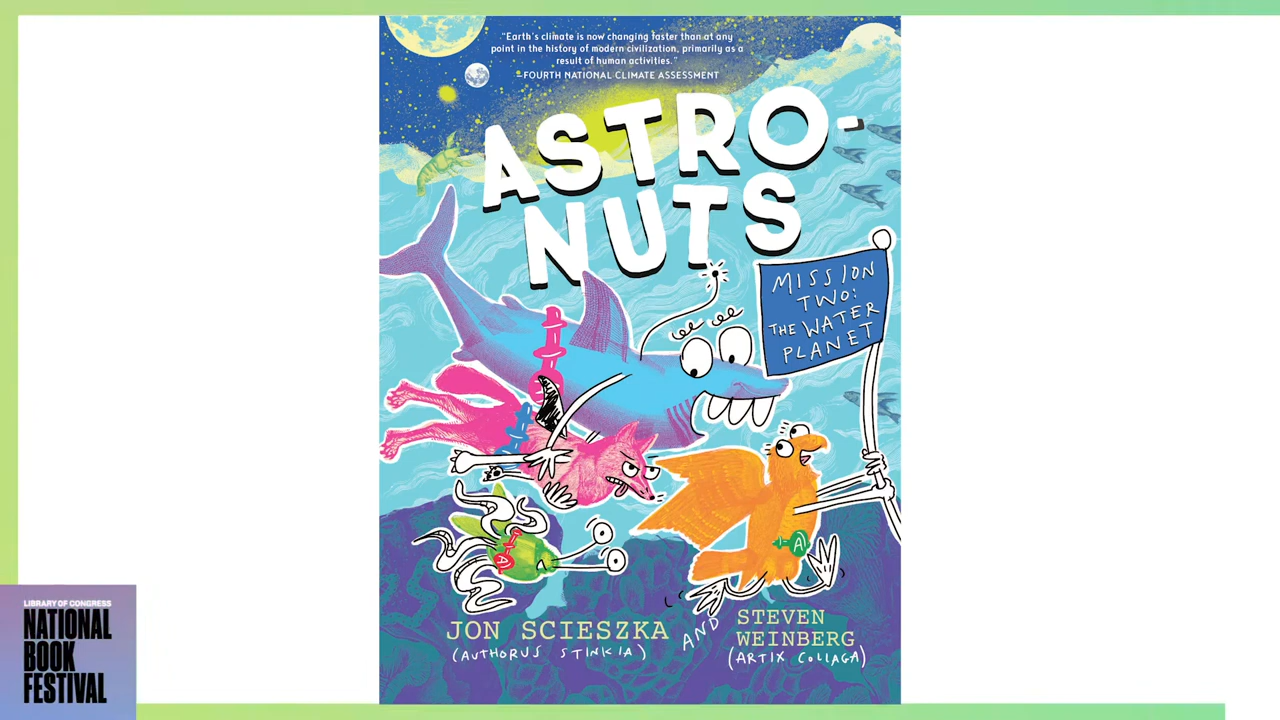 "Earth's climate is now changing faster than at any
point in the history of modern civilization, primarily as a
result of human activities."
—FOURTH NATIONAL CLIMATE ASSESSMENT
ASTRO-
NUTS
MISSION
TWO:
THE WATER
PLANET
A
A
JON SCIESZKA
(AUTHORUS STINKIA)
AND
STEVEN
WEINBERG
(ARTIX COLLAGA)
LIBRARY OF CONGRESS
NATIONAL
BOOK
FESTIVAL